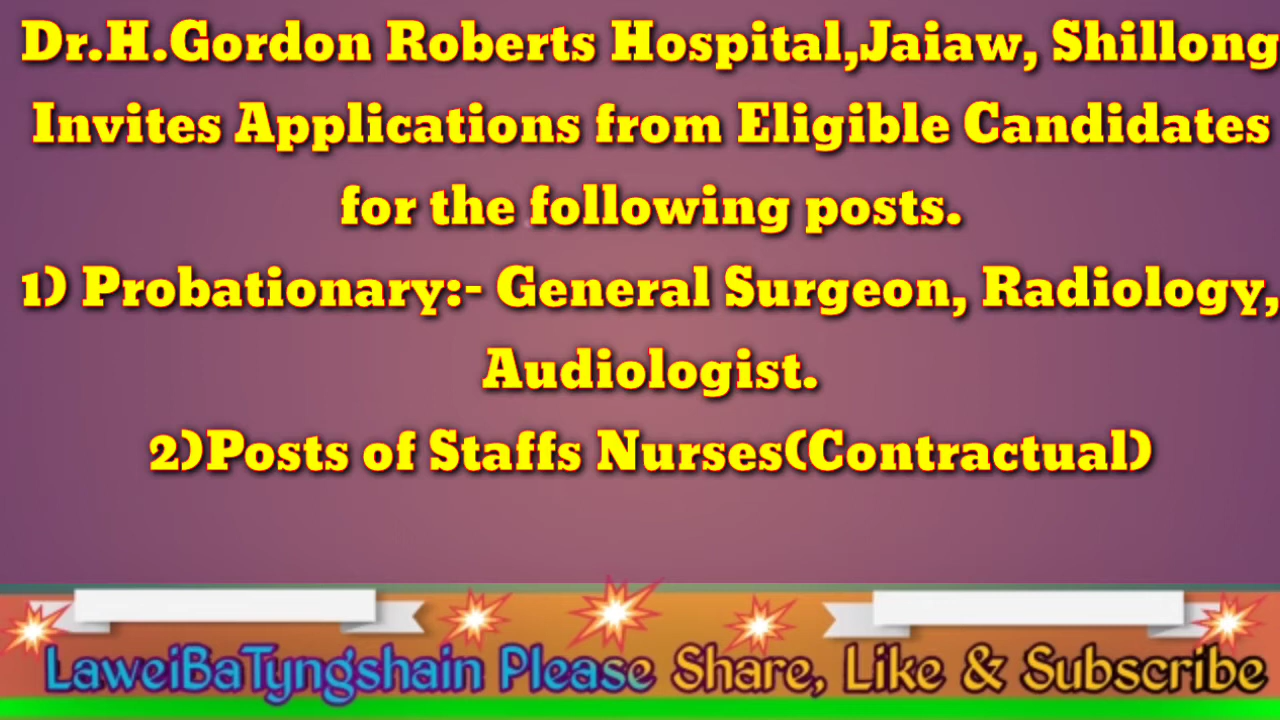 Dr.H.Gordon Roberts Hospital,Jaiaw, Shillong
Invites Applications from Eligible Candidates
for the following posts.
1) Probationary:- General Surgeon, Radiology,
Audiologist.
2)Posts of Staffs Nurses(Contractual)
LaweiBaTyngshain Please Share, Like & Subscribe